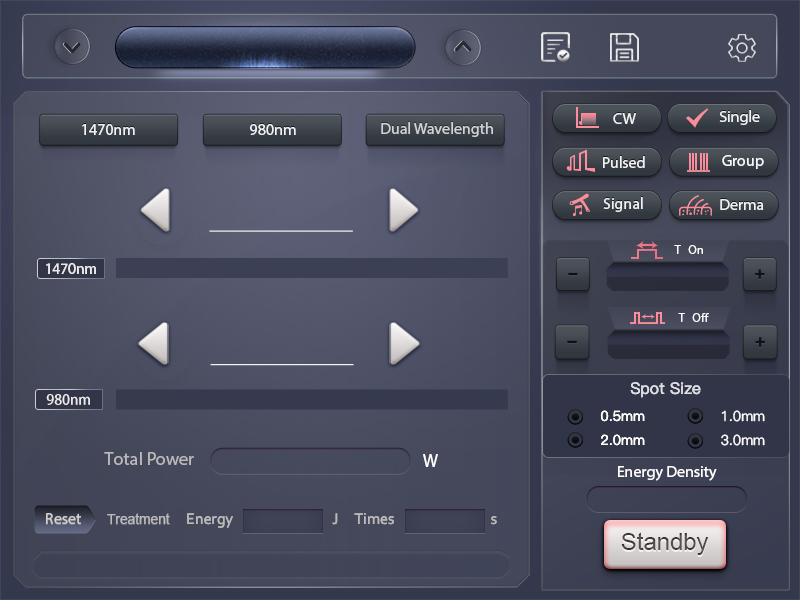 1470nm
980nm
Dual Wavelength
1470nm
980nm
Total Power
W
Reset
Treatment
Energy
J
Times
s
CW
Single
Pulsed
Group
Signal
Derma
T On
-
+
T Off
-
+
Spot Size
0.5mm
1.0mm
2.0mm
3.0mm
Energy Density
Standby